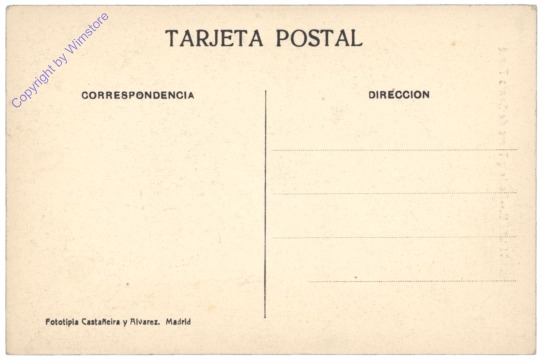 Copyright by Wimstore
TARJETA POSTAL
CORRESPONDENCIA
DIRECCION
Fototipia Castañeira y Alvarez. Madrid